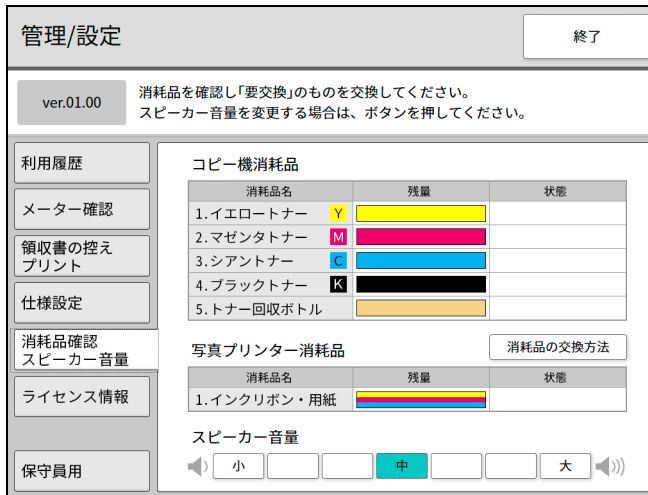 管理/設定
終了
ver.01.00
消耗品を確認し「要交換」のものを交換してください。
スピーカー音量を変更する場合は、ボタンを押してください。
利用履歴
メーター確認
領収書の控え
プリント
仕様設定
消耗品確認
スピーカー音量
ライセンス情報
保守員用
コピー機消耗品
消耗品名 残量 状態
1.イエロートナー Y
2.マゼンタトナー M
3.シアントナー C
4.ブラックトナー K
5.トナー回収ボトル
写真プリンター消耗品
消耗品の交換方法
消耗品名 残量 状態
1.インクリボン・用紙
スピーカー音量
小 中 大